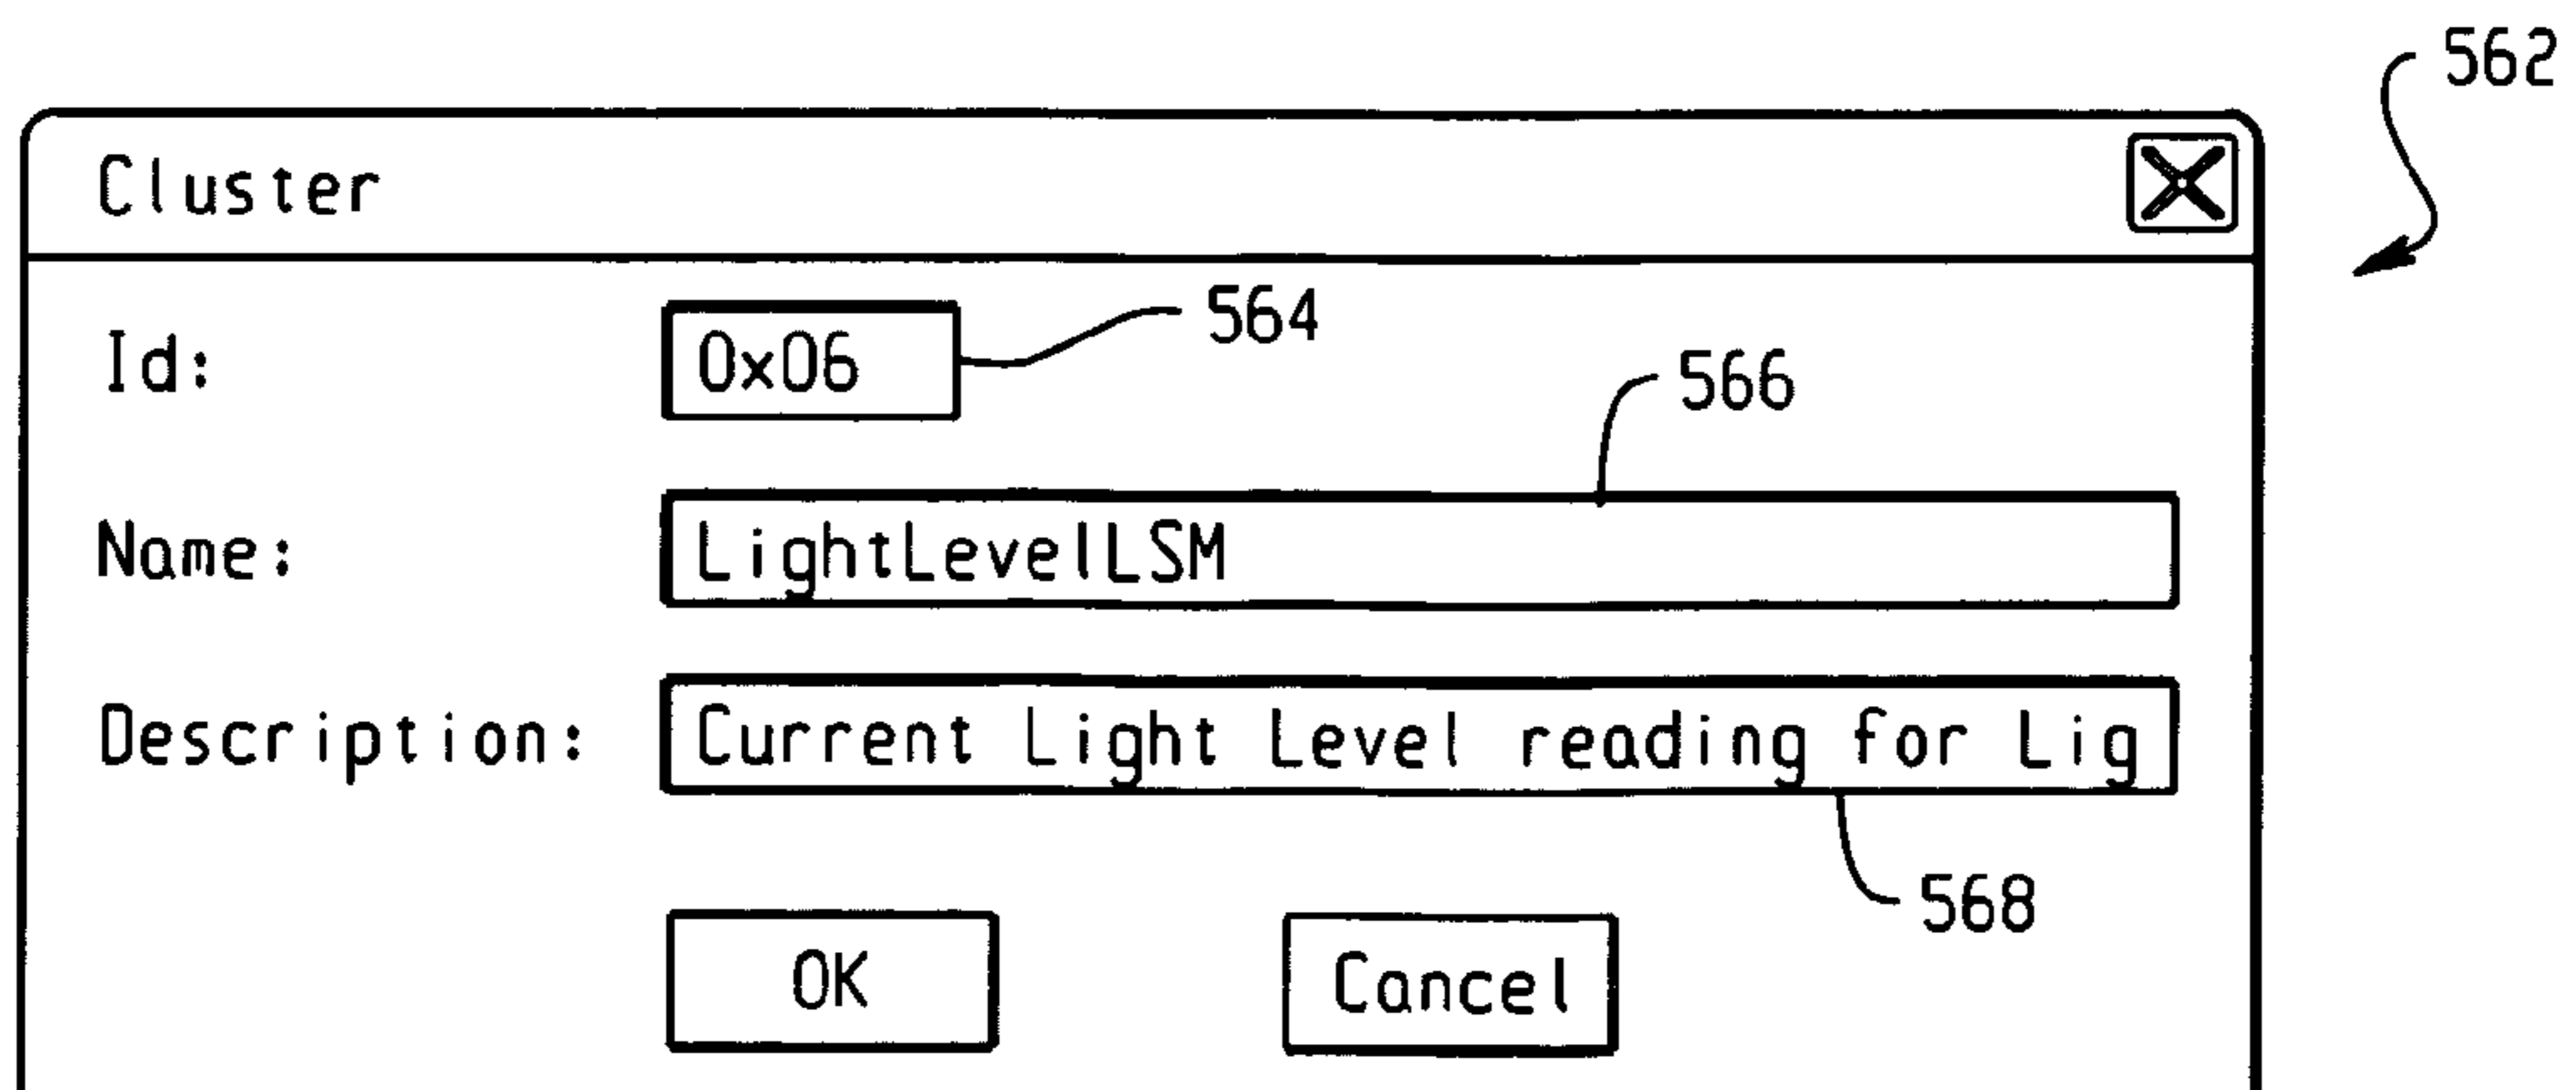 562
Cluster
Id: 0x06 564
566
Name: LightLevelLSM
Description: Current Light Level reading for Lig
568
OK Cancel